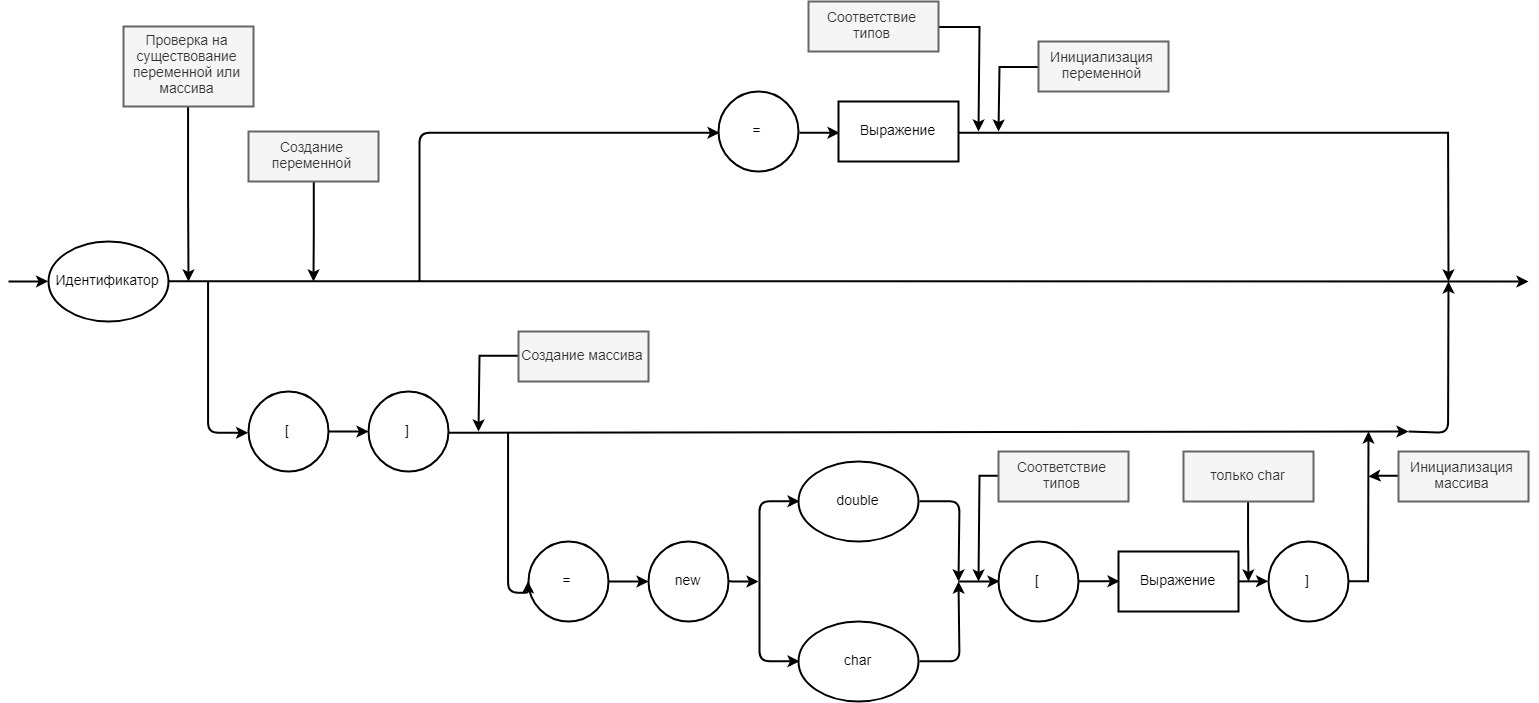 Соответствие
типов
Проверка на
существование
переменной или
массива
Инициализация
переменной
=
Выражение
Создание
переменной
Идентификатор
Создание массива
[
]
Соответствие
типов
только char
Инициализация
массива
double
=
new
[
Выражение
]
char